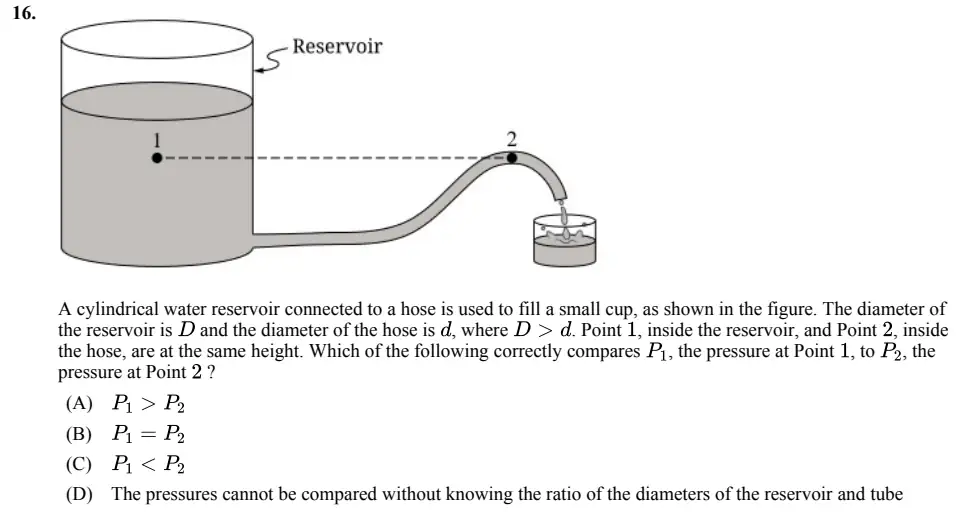 16.
Reservoir
1
2
A cylindrical water reservoir connected to a hose is used to fill a small cup, as shown in the figure. The diameter of
the reservoir is D and the diameter of the hose is d, where D > d. Point 1, inside the reservoir, and Point 2, inside
the hose, are at the same height. Which of the following correctly compares P₁, the pressure at Point 1, to P₂, the
pressure at Point 2 ?
(A) P₁ > P₂
(B) P₁ = P₂
(C) P₁ < P₂
(D) The pressures cannot be compared without knowing the ratio of the diameters of the reservoir and tube